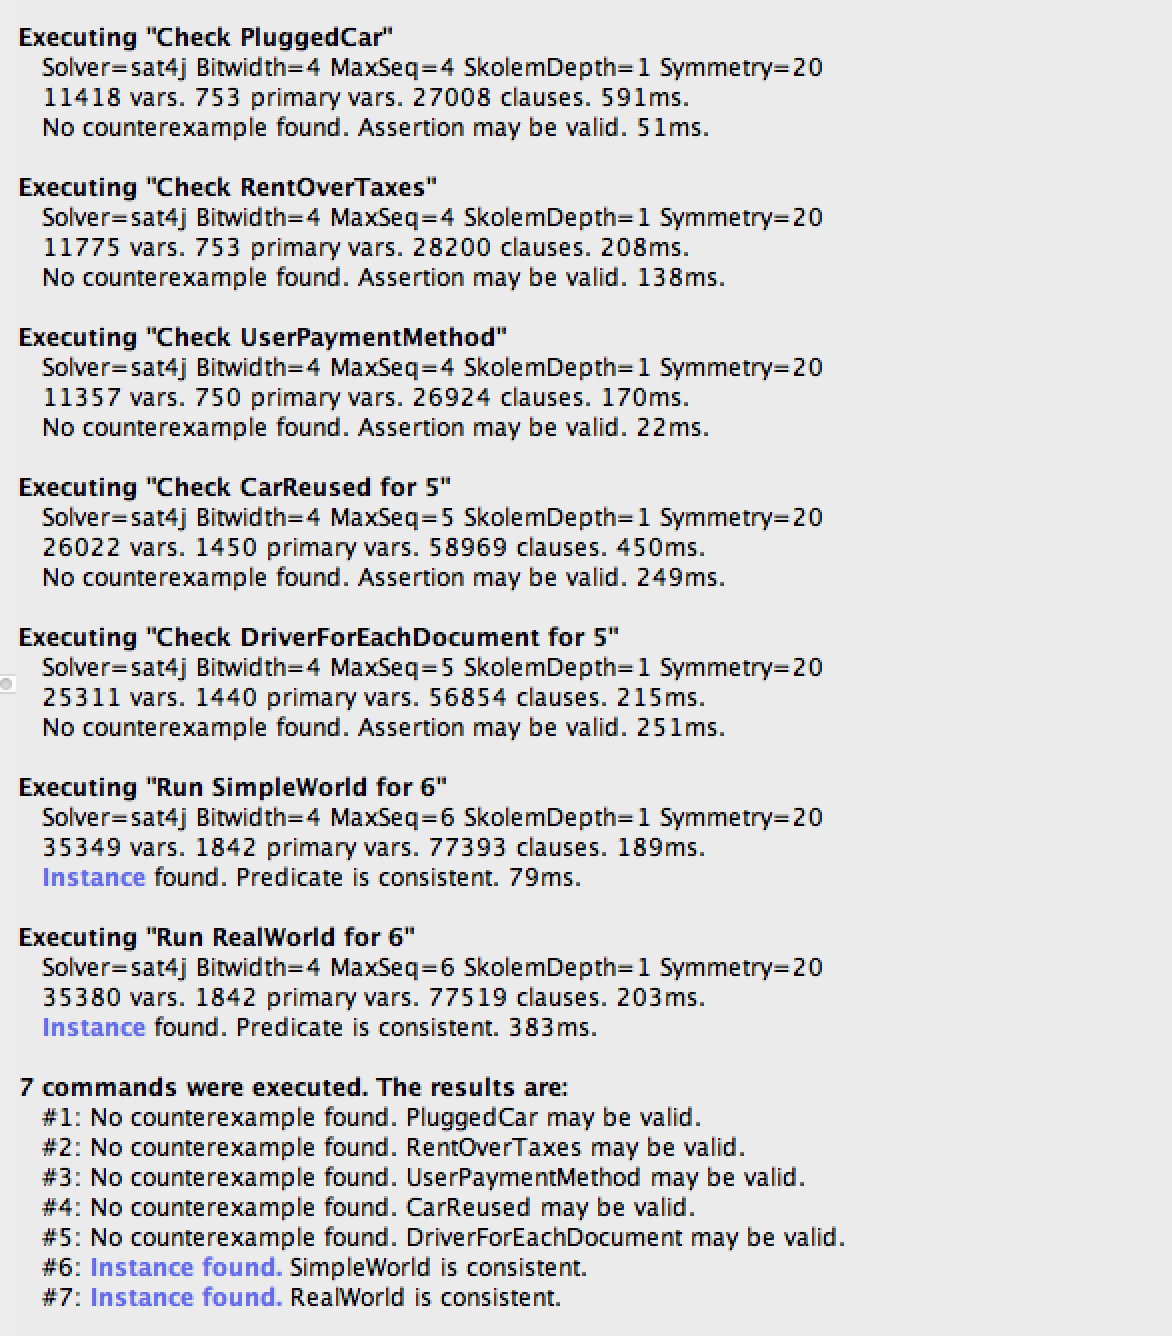 Executing "Check PluggedCar"
Solver=sat4j Bitwidth=4 MaxSeq=4 SkolemDepth=1 Symmetry=20
11418 vars. 753 primary vars. 27008 clauses. 591ms.
No counterexample found. Assertion may be valid. 51ms.
Executing "Check RentOverTaxes"
Solver=sat4j Bitwidth=4 MaxSeq=4 SkolemDepth=1 Symmetry=20
11775 vars. 753 primary vars. 28200 clauses. 208ms.
No counterexample found. Assertion may be valid. 138ms.
Executing "Check UserPaymentMethod"
Solver=sat4j Bitwidth=4 MaxSeq=4 SkolemDepth=1 Symmetry=20
11357 vars. 750 primary vars. 26924 clauses. 170ms.
No counterexample found. Assertion may be valid. 22ms.
Executing "Check CarReused for 5"
Solver=sat4j Bitwidth=4 MaxSeq=5 SkolemDepth=1 Symmetry=20
26022 vars. 1450 primary vars. 58969 clauses. 450ms.
No counterexample found. Assertion may be valid. 249ms.
Executing "Check DriverForEachDocument for 5"
Solver=sat4j Bitwidth=4 MaxSeq=5 SkolemDepth=1 Symmetry=20
25311 vars. 1440 primary vars. 56854 clauses. 215ms.
No counterexample found. Assertion may be valid. 251ms.
Executing "Run SimpleWorld for 6"
Solver=sat4j Bitwidth=4 MaxSeq=6 SkolemDepth=1 Symmetry=20
35349 vars. 1842 primary vars. 77393 clauses. 189ms.
Instance found. Predicate is consistent. 79ms.
Executing "Run RealWorld for 6"
Solver=sat4j Bitwidth=4 MaxSeq=6 SkolemDepth=1 Symmetry=20
35380 vars. 1842 primary vars. 77519 clauses. 203ms.
Instance found. Predicate is consistent. 383ms.
7 commands were executed. The results are:
#1: No counterexample found. PluggedCar may be valid.
#2: No counterexample found. RentOverTaxes may be valid.
#3: No counterexample found. UserPaymentMethod may be valid.
#4: No counterexample found. CarReused may be valid.
#5: No counterexample found. DriverForEachDocument may be valid.
#6: Instance found. SimpleWorld is consistent.
#7: Instance found. RealWorld is consistent.